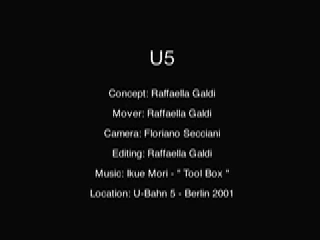 U5
Concept: Raffaella Galdi
Mover: Raffaella Galdi
Camera: Floriano Secciani
Editing: Raffaella Galdi
Music: Ikue Mori - " Tool Box "
Location: U-Bahn 5 - Berlin 2001